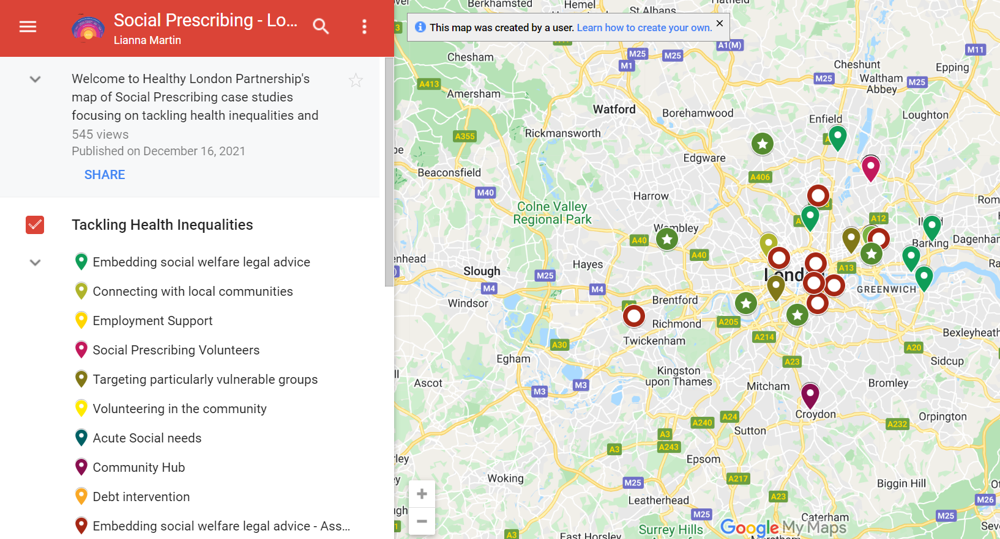 Social Prescribing - Lo...
Lianna Martin
Welcome to Healthy London Partnership's
map of Social Prescribing case studies
focusing on tackling health inequalities and
545 views
Published on December 16, 2021
SHARE
Tackling Health Inequalities
Embedding social welfare legal advice
Connecting with local communities
Employment Support
Social Prescribing Volunteers
Targeting particularly vulnerable groups
Volunteering in the community
Acute Social needs
Community Hub
Debt intervention
Embedding social welfare legal advice - Ass...
This map was created by a user. Learn how to create your own.
Berkhamsted
Hemel
St Albans
A1(M)
M11
M25
M25
M1
Chesham
Cheshunt
Epping
A413
M25
Waltham
Abbey
M25
Amersham
Watford
Borehamwood
Enfield
Loughton
A355
Rickmansworth
Edgware
Beaconsfield
A406
M40
Harrow
Rom
Colne Valley
Regional Park
A12
Wembley
A40
A40
Barking
Dagenham
Slough
Hayes
A13
M25
M4
M4
GREENWICH
Windsor
Brentford
Richmond
A205
Twickenham
A214
Bexleyheath
A30
A20
Egham
A23
Sidcup
Kingston
upon Thames
Ascot
M3
M3
Mitcham
Bromley
Croydon
Orpington
A24
A240
A232
Sutton
A3
A3
A243
Epsom
Woking
M25
A217
Biggin Hill
A23
Leatherhead
M26
M25
M25
Caterham
Surrey Hills
East Horsley
A3
Google My Maps